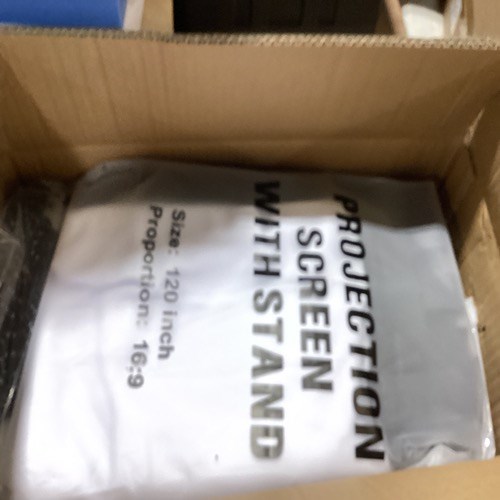 PROJECTION
SCREEN
WITH STAND
Size: 120 inch
Proportion: 16:9